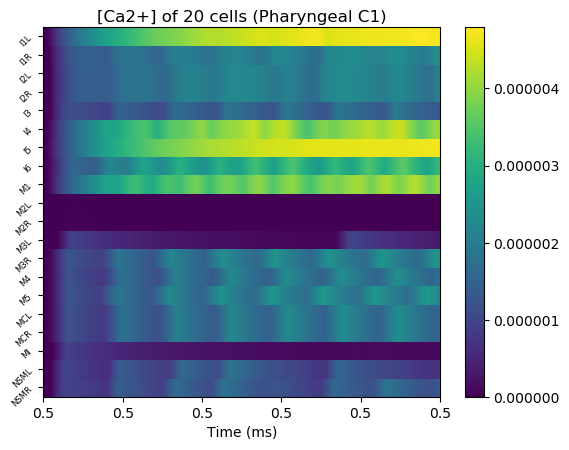 [Ca2+] of 20 cells (Pharyngeal C1)
I1L
I1R
I2L
I2R
I3
I4
I5
I6
M1
M2L
M2R
M3L
M3R
M4
M5
MCL
MCR
MI
NSML
NSMR
0.5 0.5 0.5 0.5 0.5 0.5
Time (ms)
0.000004
0.000003
0.000002
0.000001
0.000000